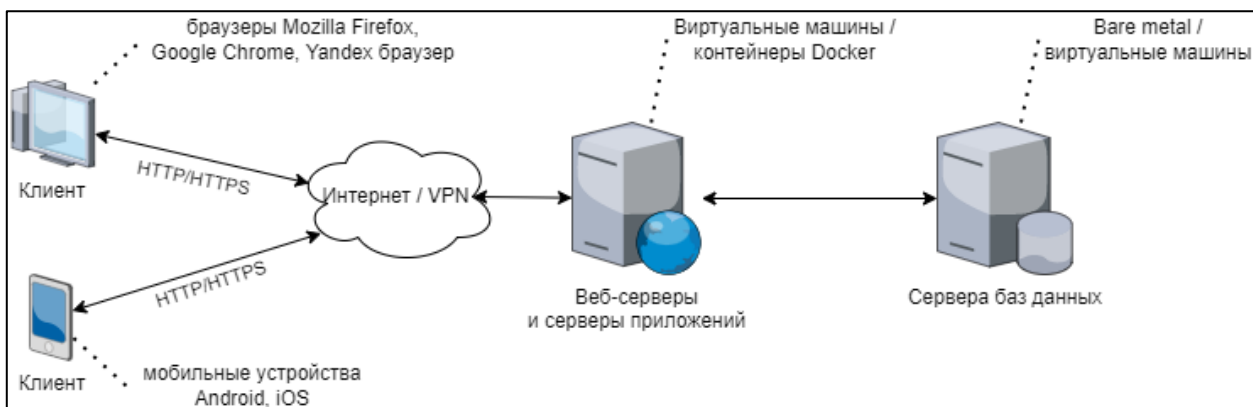 браузеры Mozilla Firefox,
Google Chrome, Yandex браузер
Виртуальные машины /
контейнеры Docker
Bare metal /
виртуальные машины
HTTP/HTTPS
Клиент
Интернет / VPN
HTTP/HTTPS
Веб-серверы
и серверы приложений
Сервера баз данных
Клиент
мобильные устройства
Android, iOS